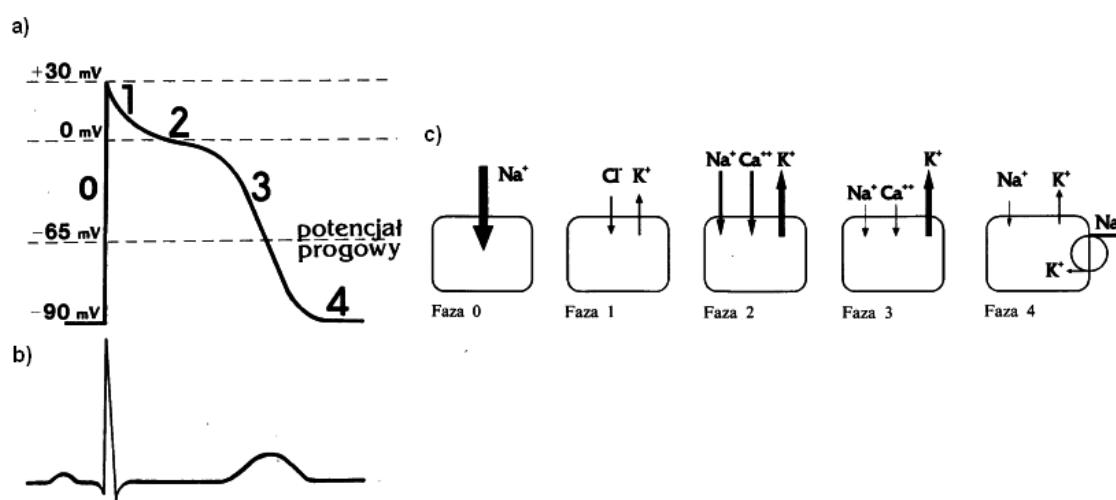 a)
+30 mV
1
2
0 mV
0
3
potencjał
−65 mV
progowy
4
−90 mV
b)
c)
Na⁺
Faza 0
Cl⁻ K⁺
Faza 1
Na⁺ Ca⁺⁺ K⁺
Faza 2
K⁺
Na⁺ Ca⁺⁺
Faza 3
Na⁺ K⁺
Na
K⁺
Faza 4